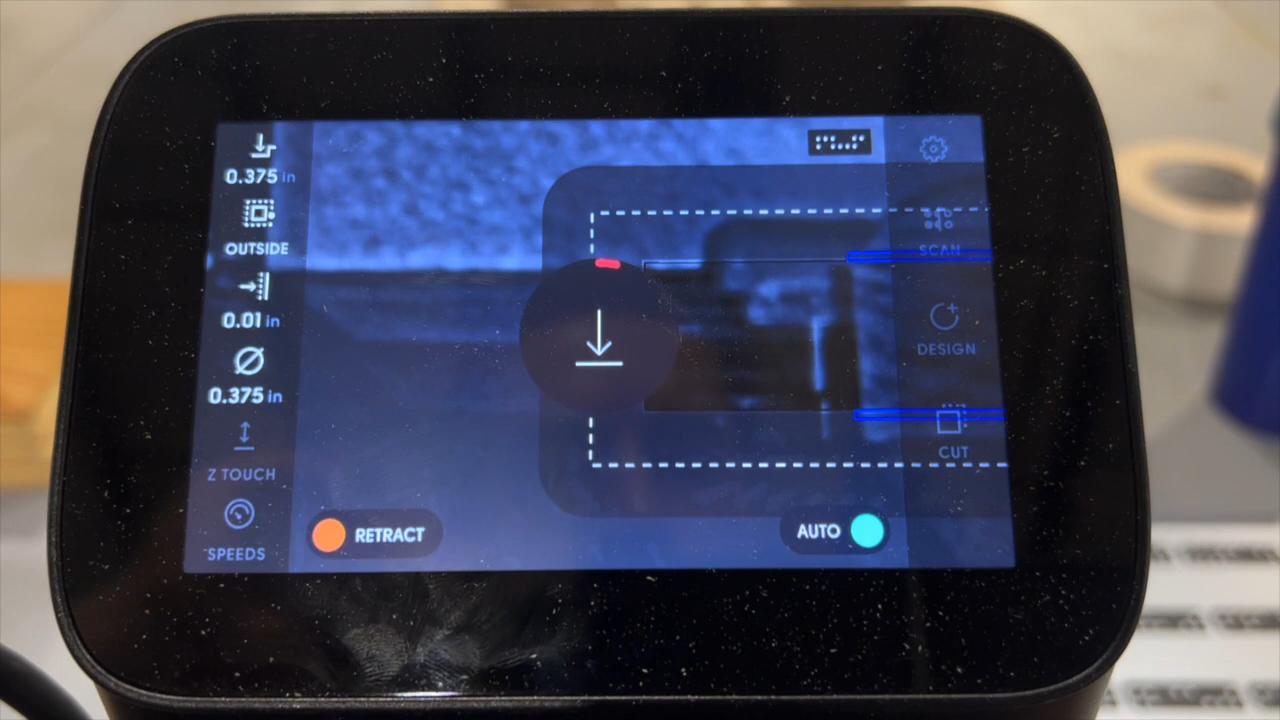 0.375 in
OUTSIDE
0.01 in
0.375 in
Z TOUCH
SPEEDS
RETRACT
AUTO
SCAN
DESIGN
CUT